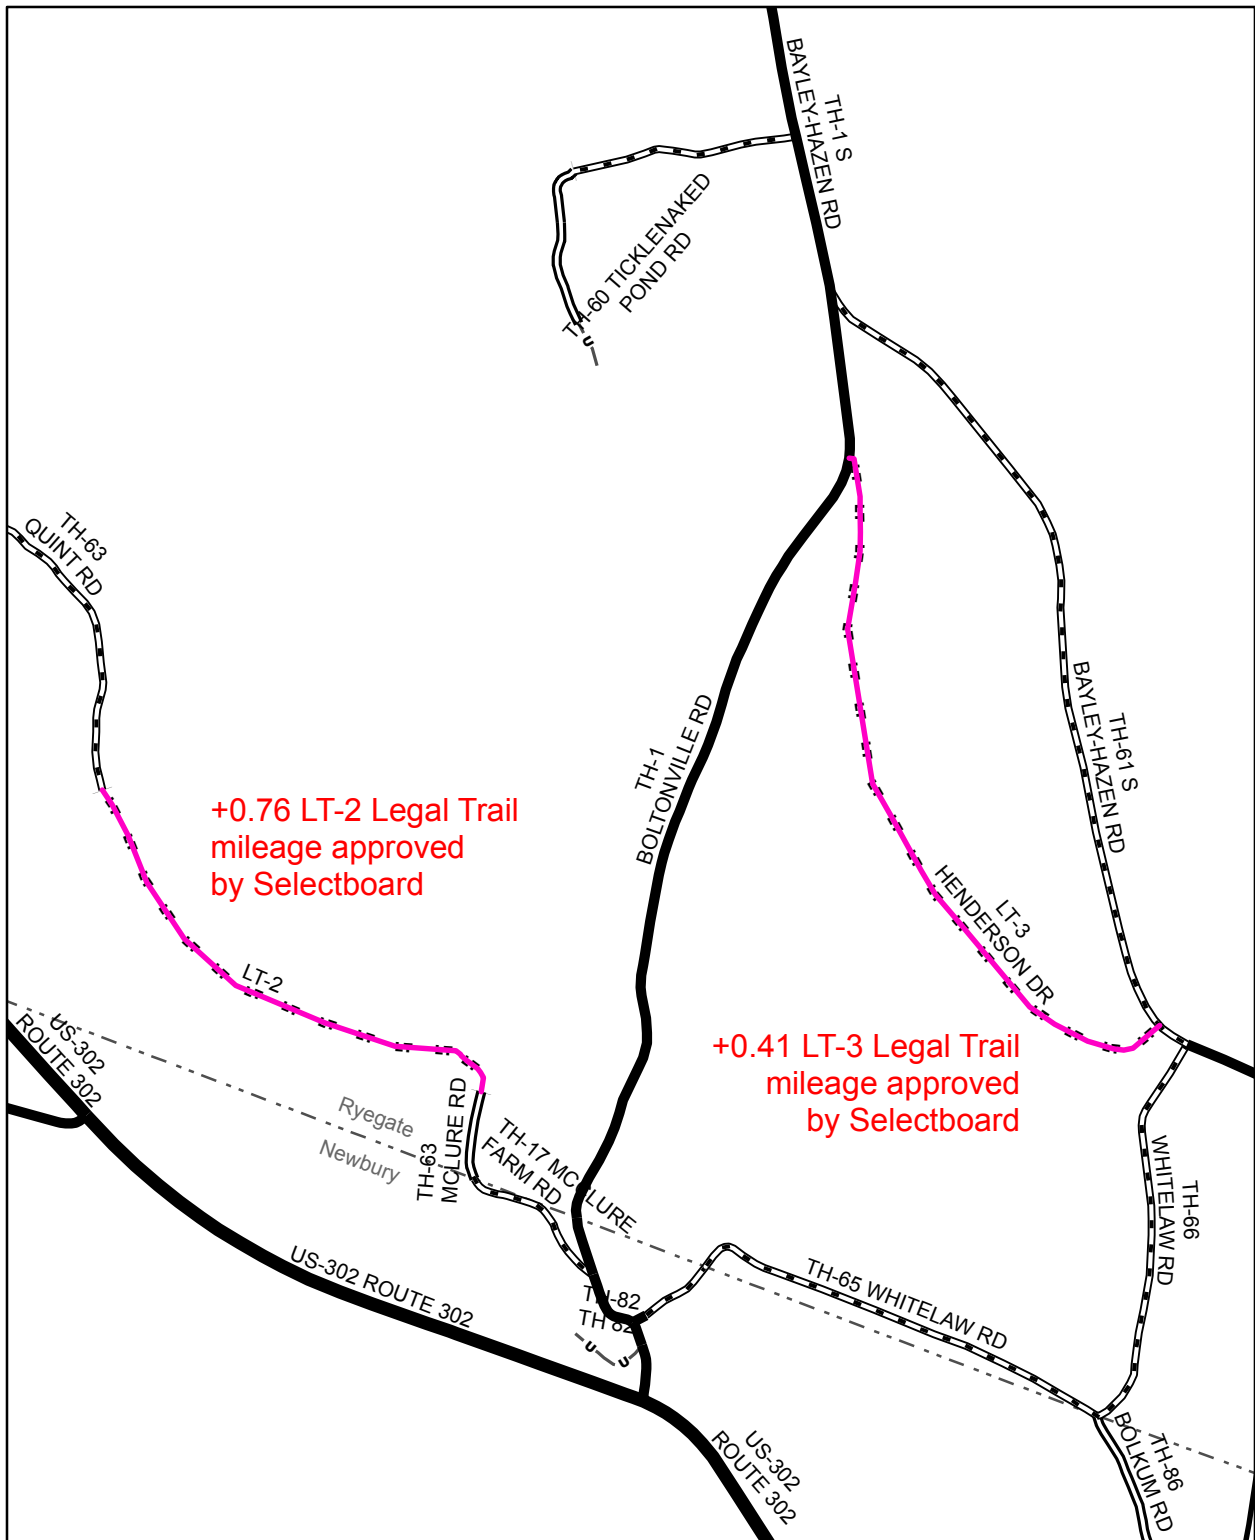 TH-1 S
BAYLEY-HAZEN RD
TH-60 TICKLENAKED
POND RD
U
TH-63
QUINT RD
TH-61 S
BAYLEY-HAZEN RD
TH-1
BOLTONVILLE RD
+0.76 LT-2 Legal Trail
mileage approved
by Selectboard
LT-3
HENDERSON DR
LT-2
US-302
ROUTE 302
+0.41 LT-3 Legal Trail
mileage approved
by Selectboard
Ryegate
Newbury
TH-63
MCLURE RD
TH-17 MCCLURE
FARM RD
TH-66
WHITELAW RD
US-302 ROUTE 302
TH-82
TH 82
U
U
TH-65 WHITELAW RD
US-302
ROUTE 302
TH-86
BOLKUM RD